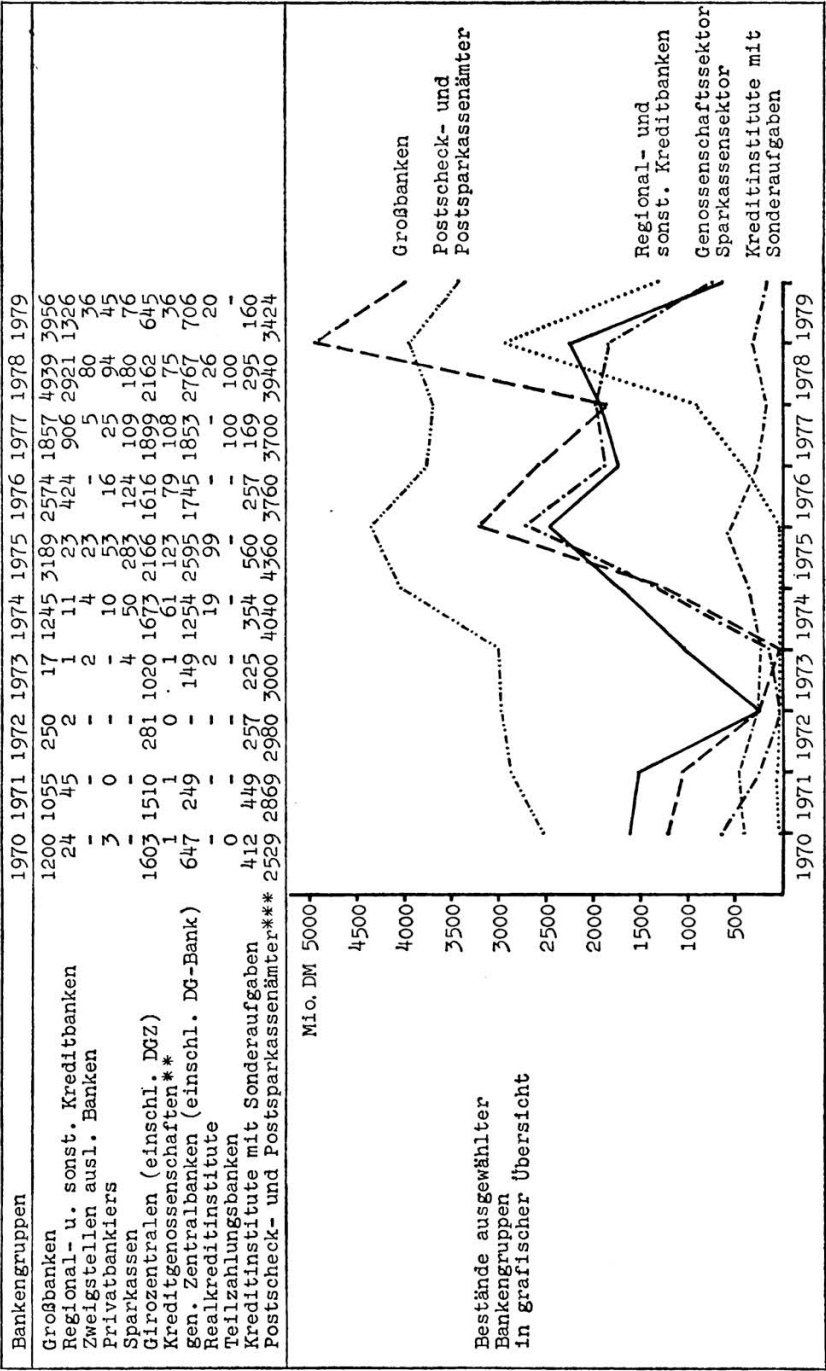 Bankengruppen 1970 1971 1972 1973 1974 1975 1976 1977 1978 1979
Großbanken 1200 1055 250 17 1245 3189 2574 1857 4939 3956
Regional- u. sonst. Kreditbanken 24 45 2 1 11 23 424 906 2921 1326
Zweigstellen ausl. Banken - - - 2 4 23 - 5 80 36
Privatbankiers 3 0 - - 10 53 16 25 94 45
Sparkassen - - - 4 50 283 124 109 180 76
Girozentralen (einschl. DGZ) 1603 1510 281 1020 1673 2166 1616 1899 2162 645
Kreditgenossenschaften** 1 1 0 1 61 123 79 108 75 36
gen. Zentralbanken (einschl. DG-Bank) 647 249 - 149 1254 2595 1745 1853 2767 706
Realkreditinstitute - - - 2 19 99 - - 26 20
Teilzahlungsbanken 0 - - - - - - 100 100 -
Kreditinstitute mit Sonderaufgaben 412 449 257 225 354 560 257 169 295 160
Postscheck- und Postsparkassenämter*** 2529 2869 2980 3000 4040 4360 3760 3700 3940 3424
Mio. DM 5000
4500
4000
3500
3000
2500
2000
1500
1000
500
Großbanken
Postscheck- und
Postsparkassenämter
Regional- und
sonst. Kreditbanken
Genossenschaftssektor
Sparkassensektor
Kreditinstitute mit
Sonderaufgaben
Bestände ausgewählter
Bankengruppen
in grafischer Übersicht
1970 1971 1972 1973 1974 1975 1976 1977 1978 1979